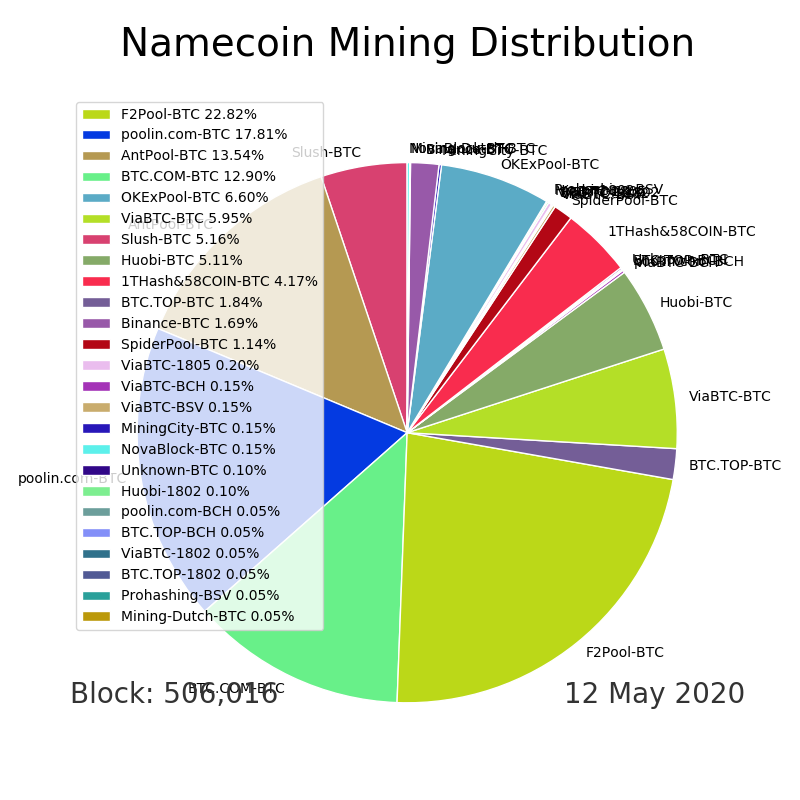 Namecoin Mining Distribution
F2Pool-BTC 22.82%
poolin.com-BTC 17.81%
AntPool-BTC 13.54%
BTC.COM-BTC 12.90%
OKExPool-BTC 6.60%
ViaBTC-BTC 5.95%
Slush-BTC 5.16%
Huobi-BTC 5.11%
1THash&58COIN-BTC 4.17%
BTC.TOP-BTC 1.84%
Binance-BTC 1.69%
SpiderPool-BTC 1.14%
ViaBTC-1805 0.20%
ViaBTC-BCH 0.15%
ViaBTC-BSV 0.15%
MiningCity-BTC 0.15%
NovaBlock-BTC 0.15%
Unknown-BTC 0.10%
Huobi-1802 0.10%
poolin.com-BCH 0.05%
BTC.TOP-BCH 0.05%
ViaBTC-1802 0.05%
BTC.TOP-1802 0.05%
Prohashing-BSV 0.05%
Mining-Dutch-BTC 0.05%
Slush-BTC
AntPool-BTC
poolin.com-BTC
BTC.COM-BTC
OKExPool-BTC
SpiderPool-BTC
1THash&58COIN-BTC
Huobi-BTC
ViaBTC-BTC
BTC.TOP-BTC
F2Pool-BTC
Block: 506,016
12 May 2020